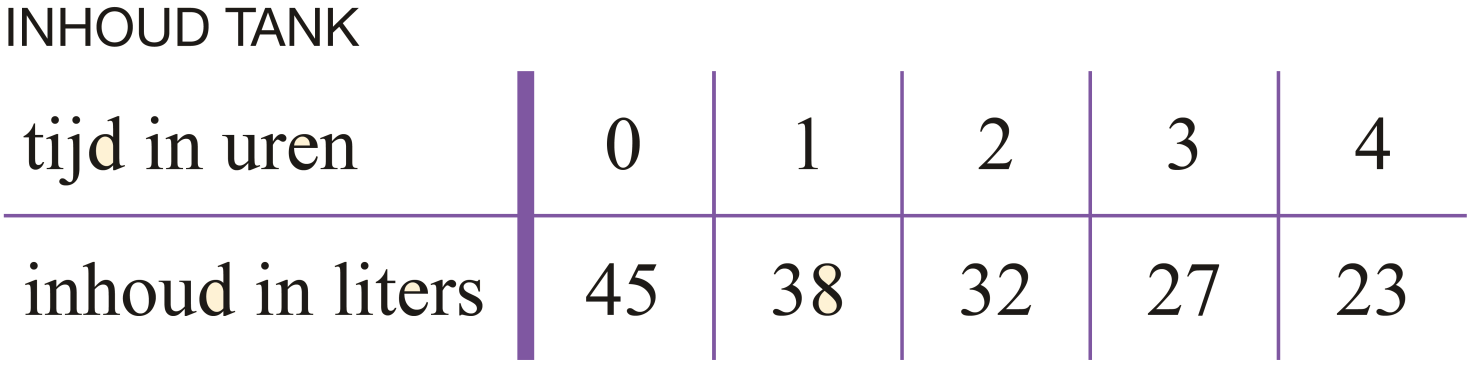 INHOUD TANK
tijd in uren 0 1 2 3 4
inhoud in liters 45 38 32 27 23